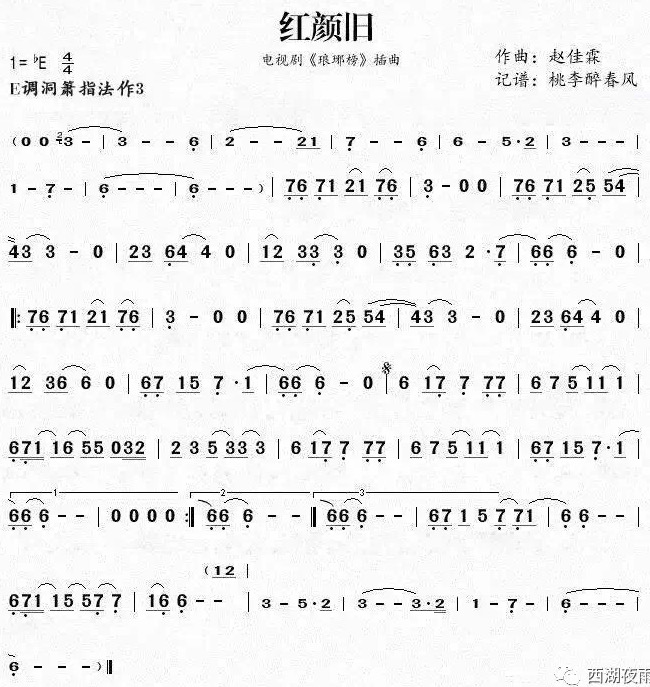 红颜旧
1=♭E 4/4
电视剧《琅琊榜》插曲
作曲：赵佳霖
E调洞箫指法作3
记谱：桃李醉春风
(0 0 2 3 - | 3 - - 6 | 2 - - 21 | 7 - - 6 | 6 - 5·2 | 3 - - - |
1 - 7 - | 6 - - - | 6 - - - ) | 76 71 21 76 | 3 - 0 0 | 76 71 25 54 |
43 3 - 0 | 23 64 4 0 | 12 33 3 0 | 35 63 2·7 | 66 6 - 0 |
‖: 76 71 21 76 | 3 - 0 0 | 76 71 25 54 | 43 3 - 0 | 23 64 4 0 |
12 36 6 0 | 67 15 7·1 | 66 6 - 0 | 6 17 7 77 | 6 7 5 11 1 |
671 16 55 032 | 2 3 5 33 3 | 6 17 7 77 | 6 7 5 11 1 | 67 15 7·1 |
1 2 3
66 6 - - | 0 0 0 0 :‖ 66 6 - - ‖ 66 6 - - | 67 1 5 7 71 | 6 6 - - |
(12 |
671 15 57 7 | 16 6 - - | 3 - 5·2 | 3 - - 3·2 | 1 - 7 - | 6 - - - |
6 - - - ) ‖
西湖夜雨